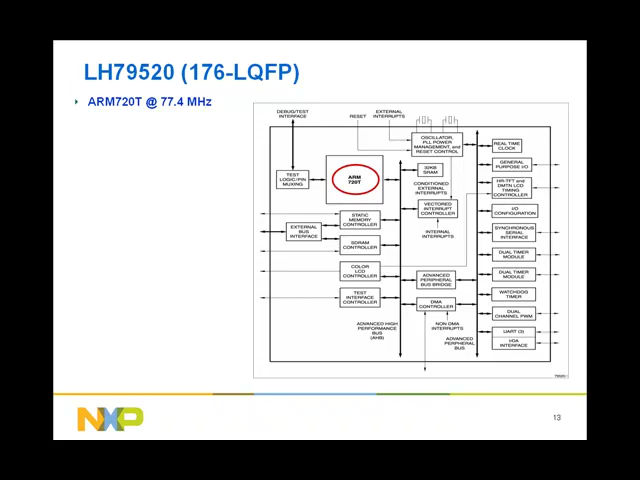 LH79520 (176-LQFP)
ARM720T @ 77.4 MHz
DEBUG/TEST
INTERFACE
RESET
EXTERNAL
INTERRUPTS
OSCILLATOR,
PLL POWER
MANAGEMENT, and
RESET CONTROL
REAL TIME
CLOCK
TEST
LOGIC/PIN
MUXING
ARM
720T
32KB
SRAM
GENERAL
PURPOSE I/O
CONDITIONED
EXTERNAL
INTERRUPTS
HR-TFT and
DMTN LCD
TIMING
CONTROLLER
STATIC
MEMORY
CONTROLLER
VECTORED
INTERRUPT
CONTROLLER
I/O
CONFIGURATION
EXTERNAL
BUS
INTERFACE
INTERNAL
INTERRUPTS
SYNCHRONOUS
SERIAL
INTERFACE
SDRAM
CONTROLLER
DUAL TIMER
MODULE
COLOR
LCD
CONTROLLER
ADVANCED
PERIPHERAL
BUS BRIDGE
DUAL TIMER
MODULE
TEST
INTERFACE
CONTROLLER
DMA
CONTROLLER
WATCHDOG
TIMER
DUAL
CHANNEL PWM
ADVANCED HIGH
PERFORMANCE
BUS (AHB)
NON DMA
INTERRUPTS
ADVANCED
PERIPHERAL
BUS
UART (3)
IrDA
INTERFACE
NXP
13